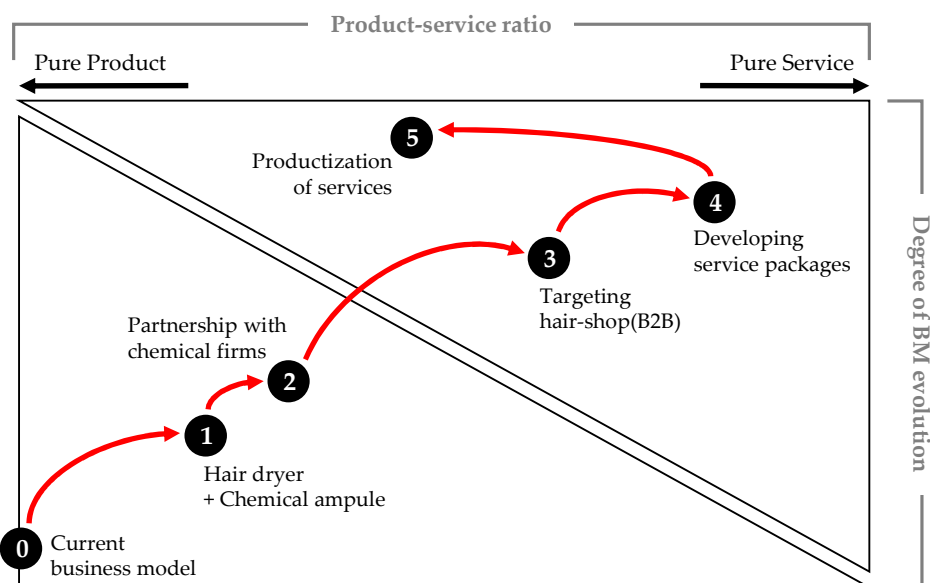 Product-service ratio
Pure Product
Pure Service
5
Productization
of services
4
Developing
service packages
3
Targeting
hair-shop(B2B)
Partnership with
chemical firms
2
1
Hair dryer
+ Chemical ampule
0
Current
business model
Degree of BM evolution